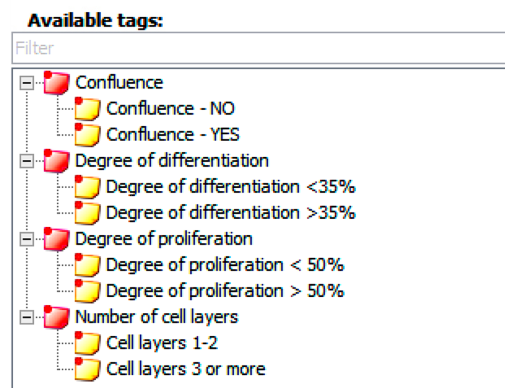 Available tags:
Filter
Confluence
Confluence - NO
Confluence - YES
Degree of differentiation
Degree of differentiation <35%
Degree of differentiation >35%
Degree of proliferation
Degree of proliferation < 50%
Degree of proliferation > 50%
Number of cell layers
Cell layers 1-2
Cell layers 3 or more